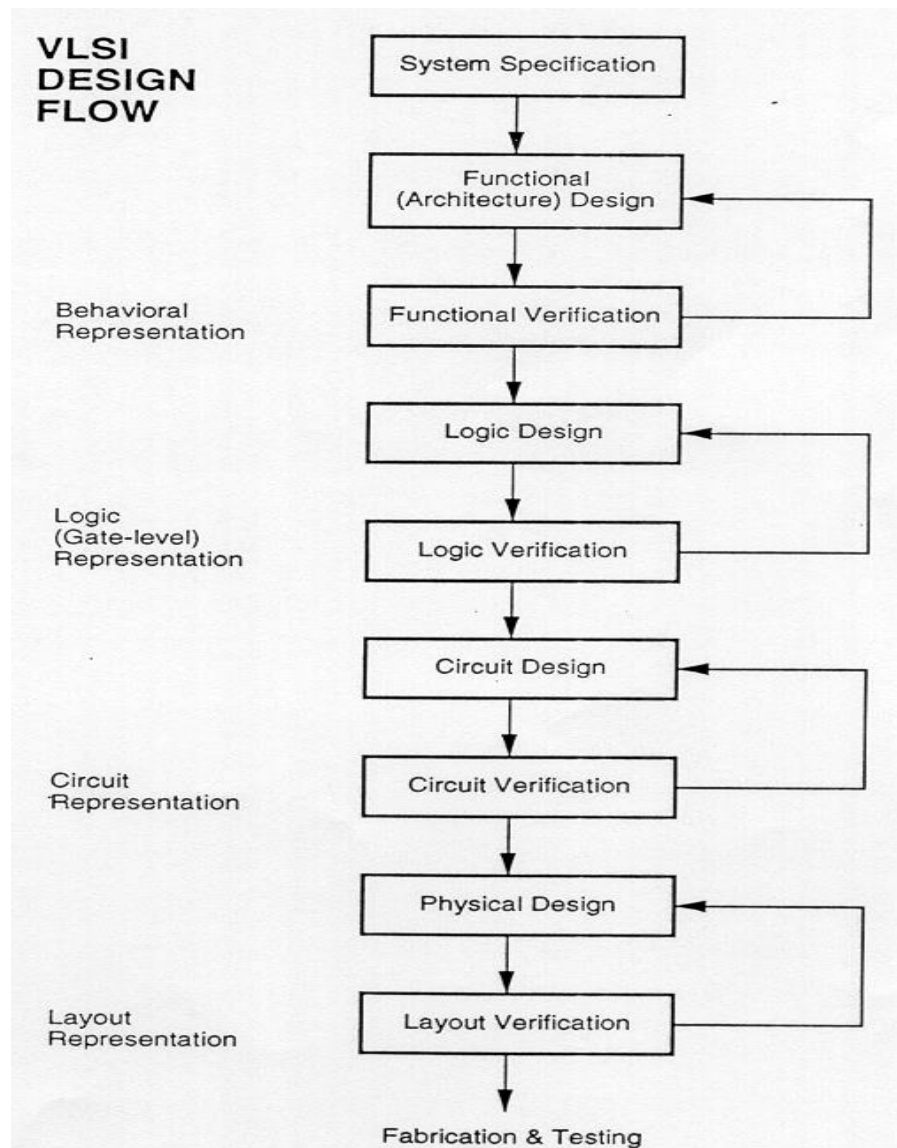 VLSI
DESIGN
FLOW
System Specification
Functional
(Architecture) Design
Behavioral
Representation
Functional Verification
Logic Design
Logic
(Gate-level)
Representation
Logic Verification
Circuit Design
Circuit
Representation
Circuit Verification
Physical Design
Layout
Representation
Layout Verification
Fabrication & Testing